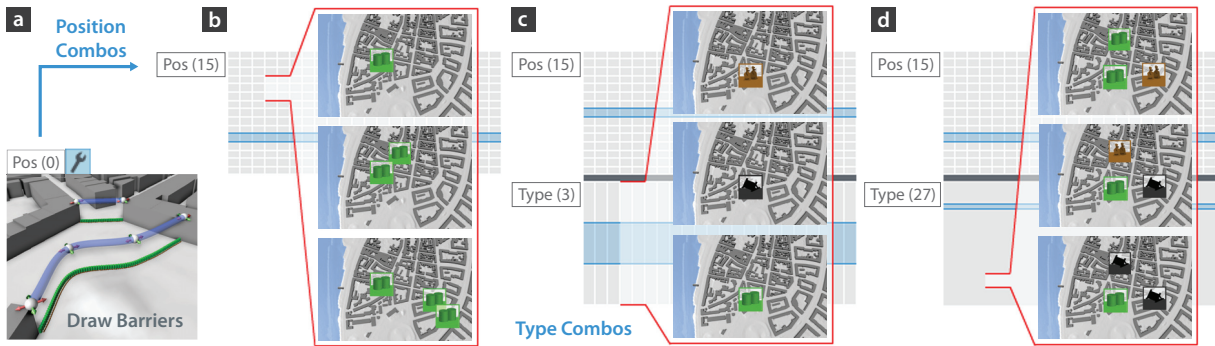 a
Position
Combos
Pos (0)
Draw Barriers
b
Pos (15)
c
Pos (15)
Type (3)
Type Combos
d
Pos (15)
Type (27)